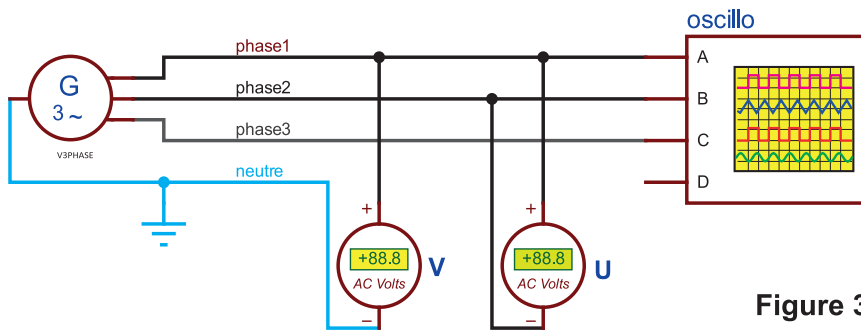 oscillo
phase1
A
G
3 ~
phase2
B
V3PHASE
phase3
C
neutre
D
+
+
+88.8
AC Volts
V
+88.8
AC Volts
U
−
−
Figure 3